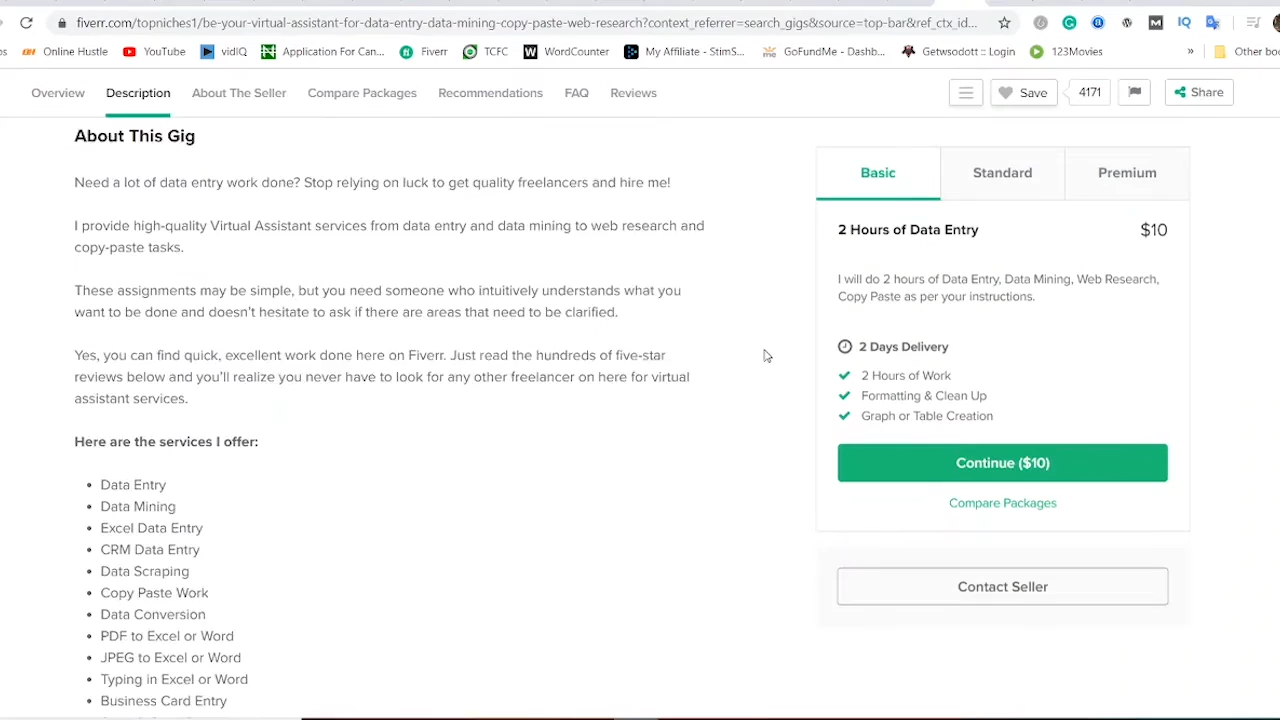 fiverr.com/topniches1/be-your-virtual-assistant-for-data-entry-data-mining-copy-paste-web-research?context_referrer=search_gigs&source=top-bar&ref_ctx_id...
Online Hustle YouTube vidIQ Application For Can... Fiverr TCFC WordCounter My Affiliate - StimS... GoFundMe - Dashb... Getwsodott :: Login 123Movies » Other boo
Overview Description About The Seller Compare Packages Recommendations FAQ Reviews Save 4171 Share
About This Gig
Need a lot of data entry work done? Stop relying on luck to get quality freelancers and hire me!
I provide high-quality Virtual Assistant services from data entry and data mining to web research and
copy-paste tasks.
These assignments may be simple, but you need someone who intuitively understands what you
want to be done and doesn't hesitate to ask if there are areas that need to be clarified.
Yes, you can find quick, excellent work done here on Fiverr. Just read the hundreds of five-star
reviews below and you'll realize you never have to look for any other freelancer on here for virtual
assistant services.
Here are the services I offer:
• Data Entry
• Data Mining
• Excel Data Entry
• CRM Data Entry
• Data Scraping
• Copy Paste Work
• Data Conversion
• PDF to Excel or Word
• JPEG to Excel or Word
• Typing in Excel or Word
• Business Card Entry
Basic Standard Premium
2 Hours of Data Entry $10
I will do 2 hours of Data Entry, Data Mining, Web Research,
Copy Paste as per your instructions.
2 Days Delivery
2 Hours of Work
Formatting & Clean Up
Graph or Table Creation
Continue ($10)
Compare Packages
Contact Seller